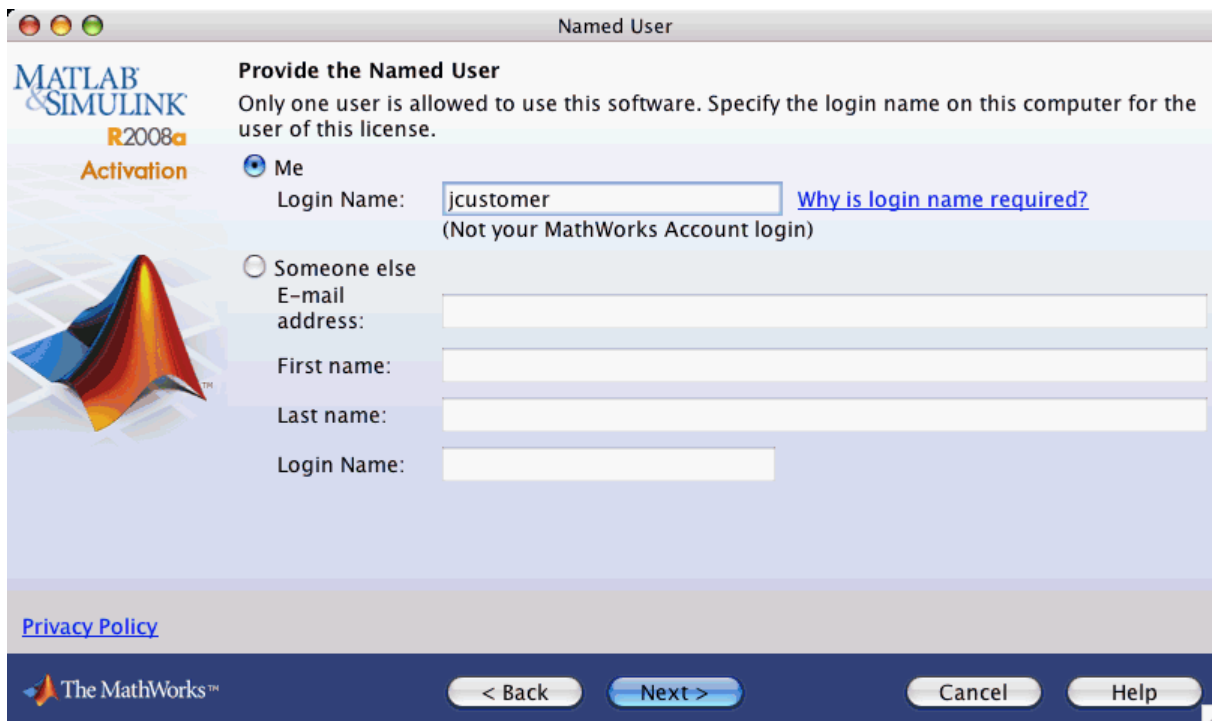 Named User
MATLAB®
&SIMULINK®
R2008a
Activation
Provide the Named User
Only one user is allowed to use this software. Specify the login name on this computer for the
user of this license.
Me
Login Name: jcustomer Why is login name required?
(Not your MathWorks Account login)
Someone else
E-mail
address:
First name:
Last name:
Login Name:
TM
Privacy Policy
The MathWorks™
< Back Next > Cancel Help